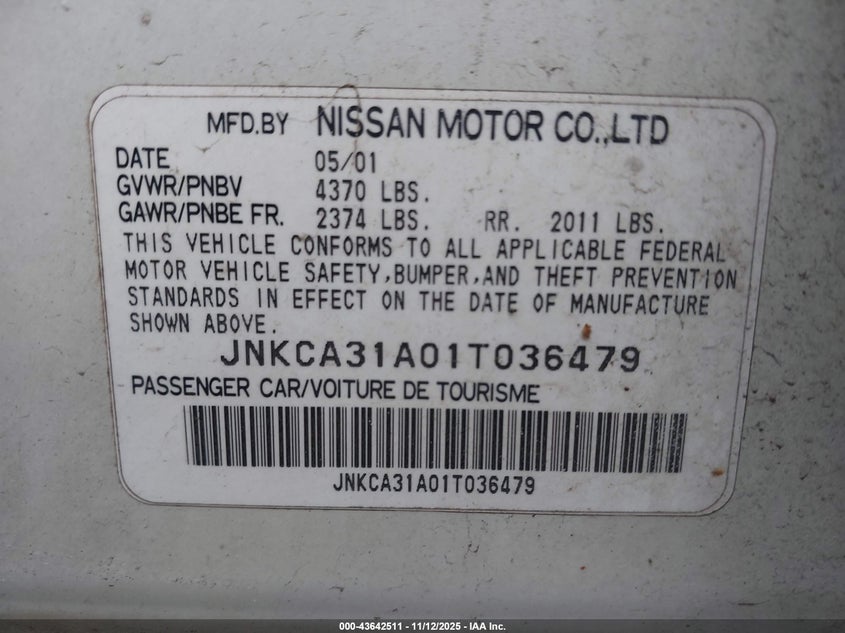 MFD.BY NISSAN MOTOR CO.,LTD
DATE 05/01
GVWR/PNBV 4370 LBS.
GAWR/PNBE FR. 2374 LBS. RR. 2011 LBS.
THIS VEHICLE CONFORMS TO ALL APPLICABLE FEDERAL
MOTOR VEHICLE SAFETY,BUMPER,AND THEFT PREVENTION
STANDARDS IN EFFECT ON THE DATE OF MANUFACTURE
SHOWN ABOVE.
JNKCA31A01T036479
PASSENGER CAR/VOITURE DE TOURISME
JNKCA31A01T036479
000-43642511 - 11/12/2025 - IAA Inc.